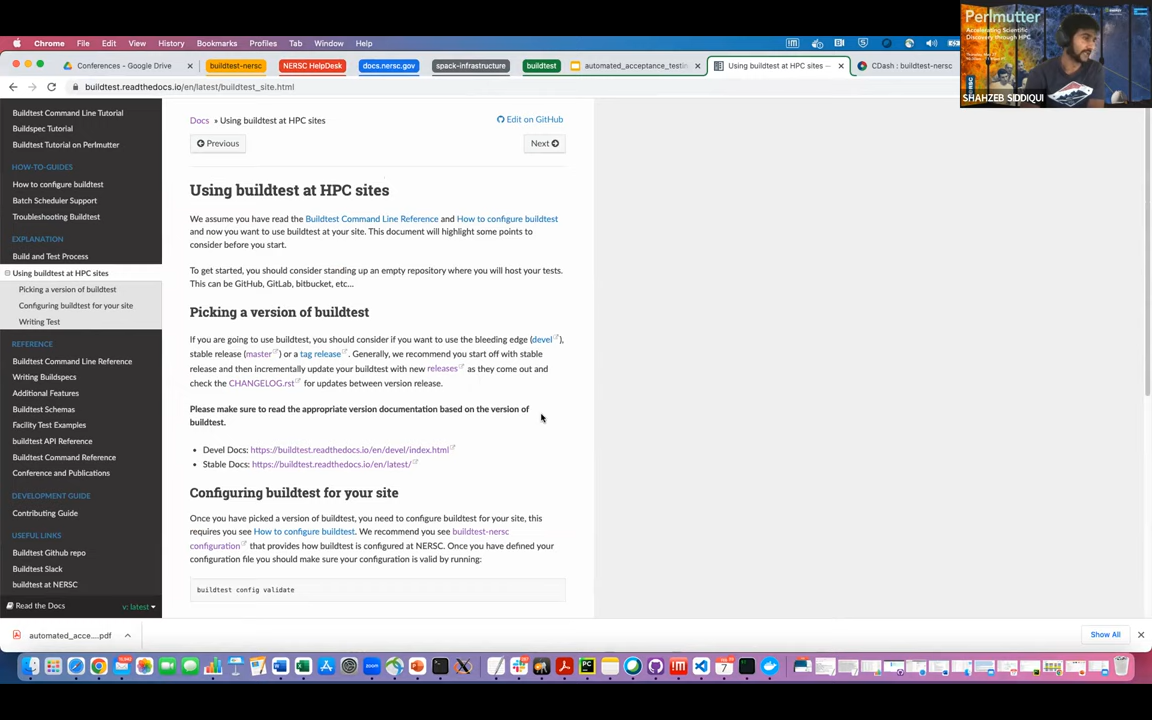 Chrome File Edit View History Bookmarks Profiles Tab Window Help
Conferences - Google Drive
buildtest-nersc
NERSC HelpDesk
docs.nersc.gov
spack-infrastructure
buildtest
automated_acceptance_testin
Using buildtest at HPC sites —
CDash : buildtest-nersc
buildtest.readthedocs.io/en/latest/buildtest_site.html
Perlmutter
Accelerating Scientific
Discovery through HPC
SHAHZEB SIDDIQUI
Buildtest Command Line Tutorial
Buildspec Tutorial
Buildtest Tutorial on Perlmutter
HOW-TO-GUIDES
How to configure buildtest
Batch Scheduler Support
Troubleshooting Buildtest
EXPLANATION
Build and Test Process
Using buildtest at HPC sites
Picking a version of buildtest
Configuring buildtest for your site
Writing Test
REFERENCE
Buildtest Command Line Reference
Writing Buildspecs
Additional Features
Buildtest Schemas
Facility Test Examples
buildtest API Reference
Buildtest Command Reference
Conference and Publications
DEVELOPMENT GUIDE
Contributing Guide
USEFUL LINKS
Buildtest Github repo
Buildtest Slack
buildtest at NERSC
Read the Docs v: latest
Docs » Using buildtest at HPC sites
Edit on GitHub
Previous
Next
Using buildtest at HPC sites
We assume you have read the Buildtest Command Line Reference and How to configure buildtest
and now you want to use buildtest at your site. This document will highlight some points to
consider before you start.
To get started, you should consider standing up an empty repository where you will host your tests.
This can be GitHub, GitLab, bitbucket, etc...
Picking a version of buildtest
If you are going to use buildtest, you should consider if you want to use the bleeding edge (devel),
stable release (master) or a tag release. Generally, we recommend you start off with stable
release and then incrementally update your buildtest with new releases as they come out and
check the CHANGELOG.rst for updates between version release.
Please make sure to read the appropriate version documentation based on the version of
buildtest.
• Devel Docs: https://buildtest.readthedocs.io/en/devel/index.html
• Stable Docs: https://buildtest.readthedocs.io/en/latest/
Configuring buildtest for your site
Once you have picked a version of buildtest, you need to configure buildtest for your site, this
requires you see How to configure buildtest. We recommend you see buildtest-nersc
configuration that provides how buildtest is configured at NERSC. Once you have defined your
configuration file you should make sure your configuration is valid by running:
buildtest config validate
automated_acce....pdf
Show All